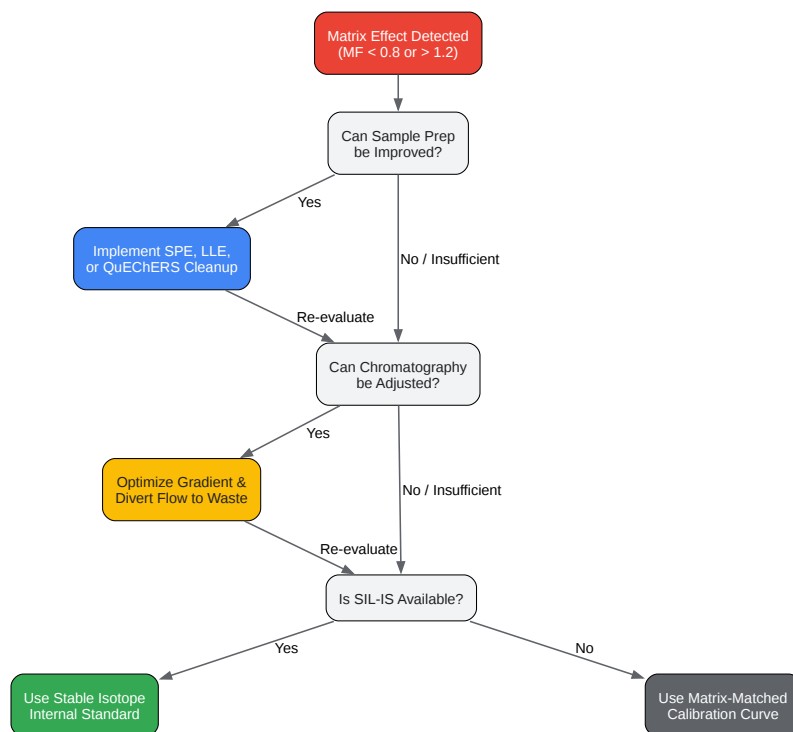 Matrix Effect Detected
(MF < 0.8 or > 1.2)
Can Sample Prep
be Improved?
Yes
Implement SPE, LLE,
or QuEChERS Cleanup
No / Insufficient
Re-evaluate
Can Chromatography
be Adjusted?
Yes
Optimize Gradient &
Divert Flow to Waste
No / Insufficient
Re-evaluate
Is SIL-IS Available?
Yes
No
Use Stable Isotope
Internal Standard
Use Matrix-Matched
Calibration Curve